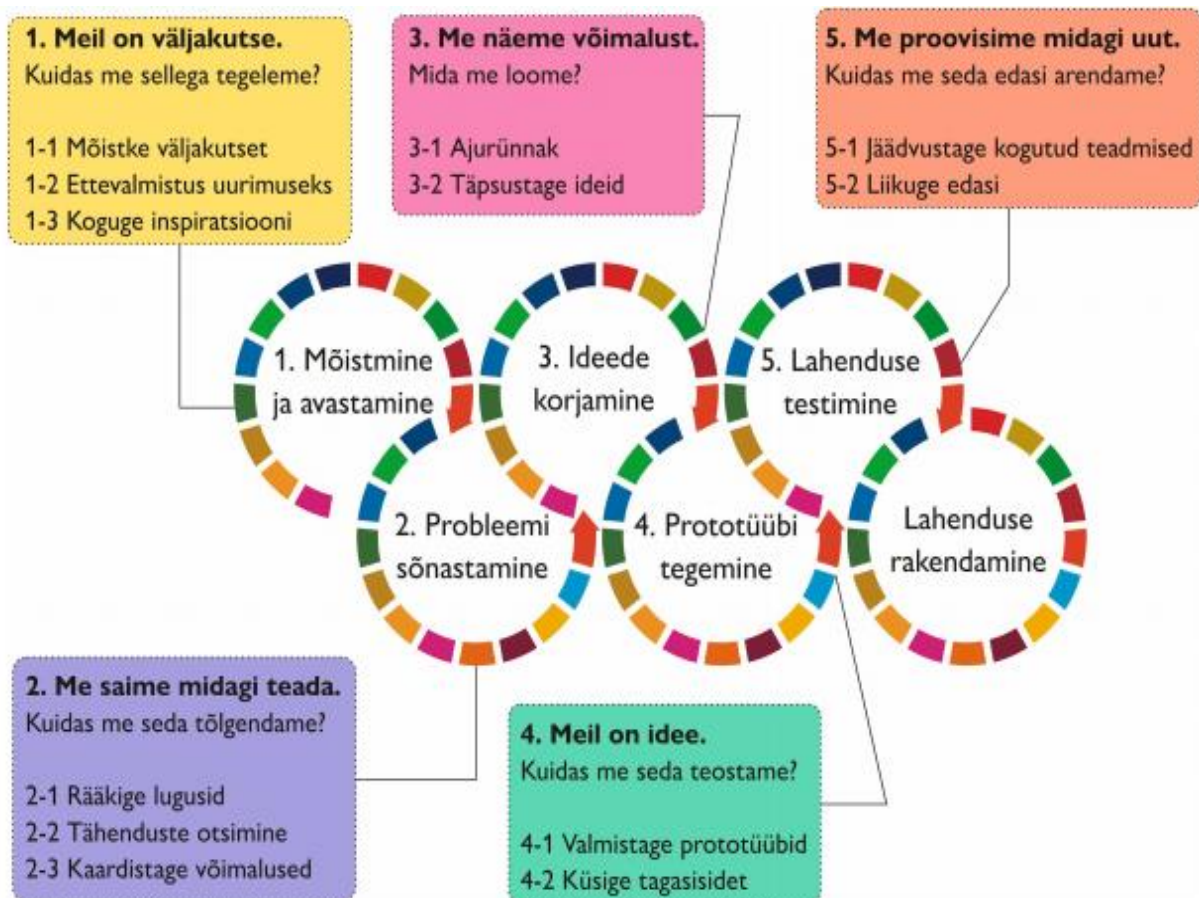 1. Meil on väljakutse.
Kuidas me sellega tegeleme?
1-1 Mõistke väljakutset
1-2 Ettevalmistus uurimuseks
1-3 Koguge inspiratsiooni
3. Me näeme võimalust.
Mida me loome?
3-1 Ajurünnak
3-2 Täpsustage ideid
5. Me proovisime midagi uut.
Kuidas me seda edasi arendame?
5-1 Jäädvustage kogutud teadmised
5-2 Liikuge edasi
1. Mõistmine
ja avastamine
3. Ideede
korjamine
5. Lahenduse
testimine
2. Probleemi
sõnastamine
4. Prototüübi
tegemine
Lahenduse
rakendamine
2. Me saime midagi teada.
Kuidas me seda tõlgendame?
2-1 Rääkige lugusid
2-2 Tähenduste otsimine
2-3 Kaardistage võimalused
4. Meil on idee.
Kuidas me seda teostame?
4-1 Valmistage prototüübid
4-2 Küsige tagasisidet